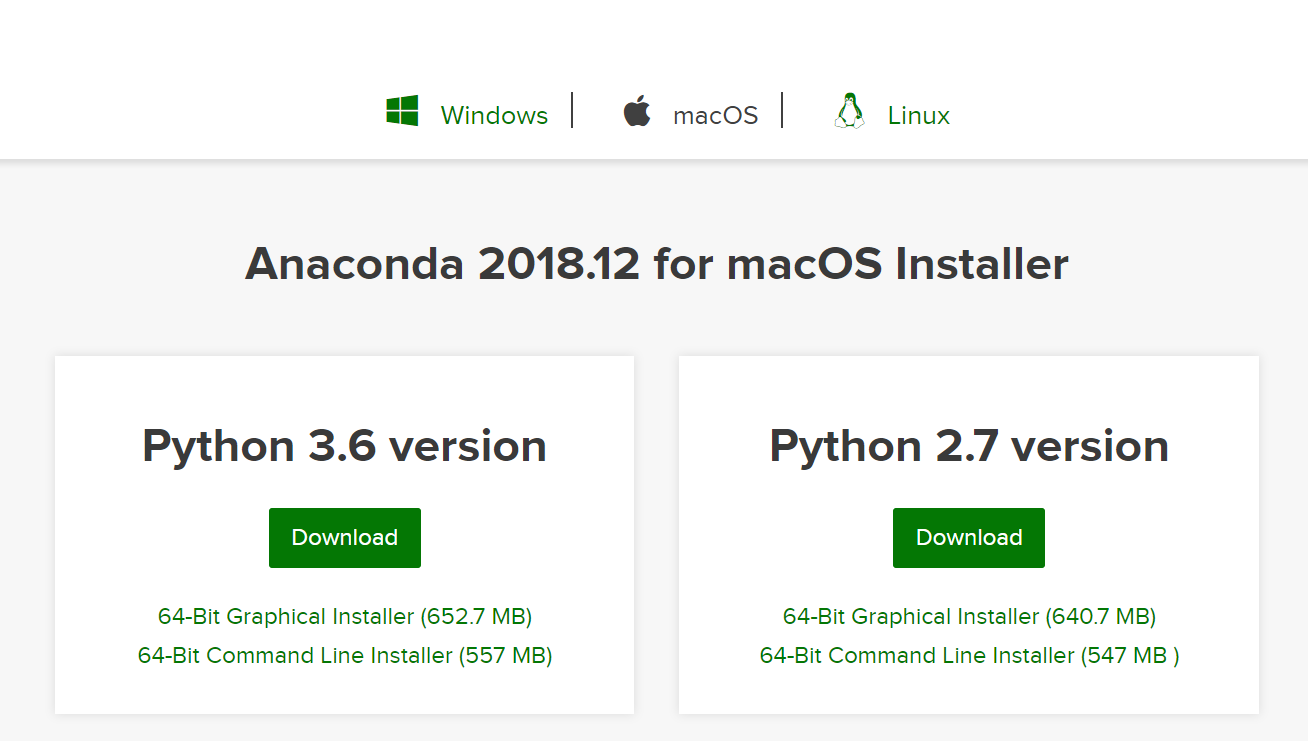 Windows macOS Linux
Anaconda 2018.12 for macOS Installer
Python 3.6 version
Download
64-Bit Graphical Installer (652.7 MB)
64-Bit Command Line Installer (557 MB)
Python 2.7 version
Download
64-Bit Graphical Installer (640.7 MB)
64-Bit Command Line Installer (547 MB )